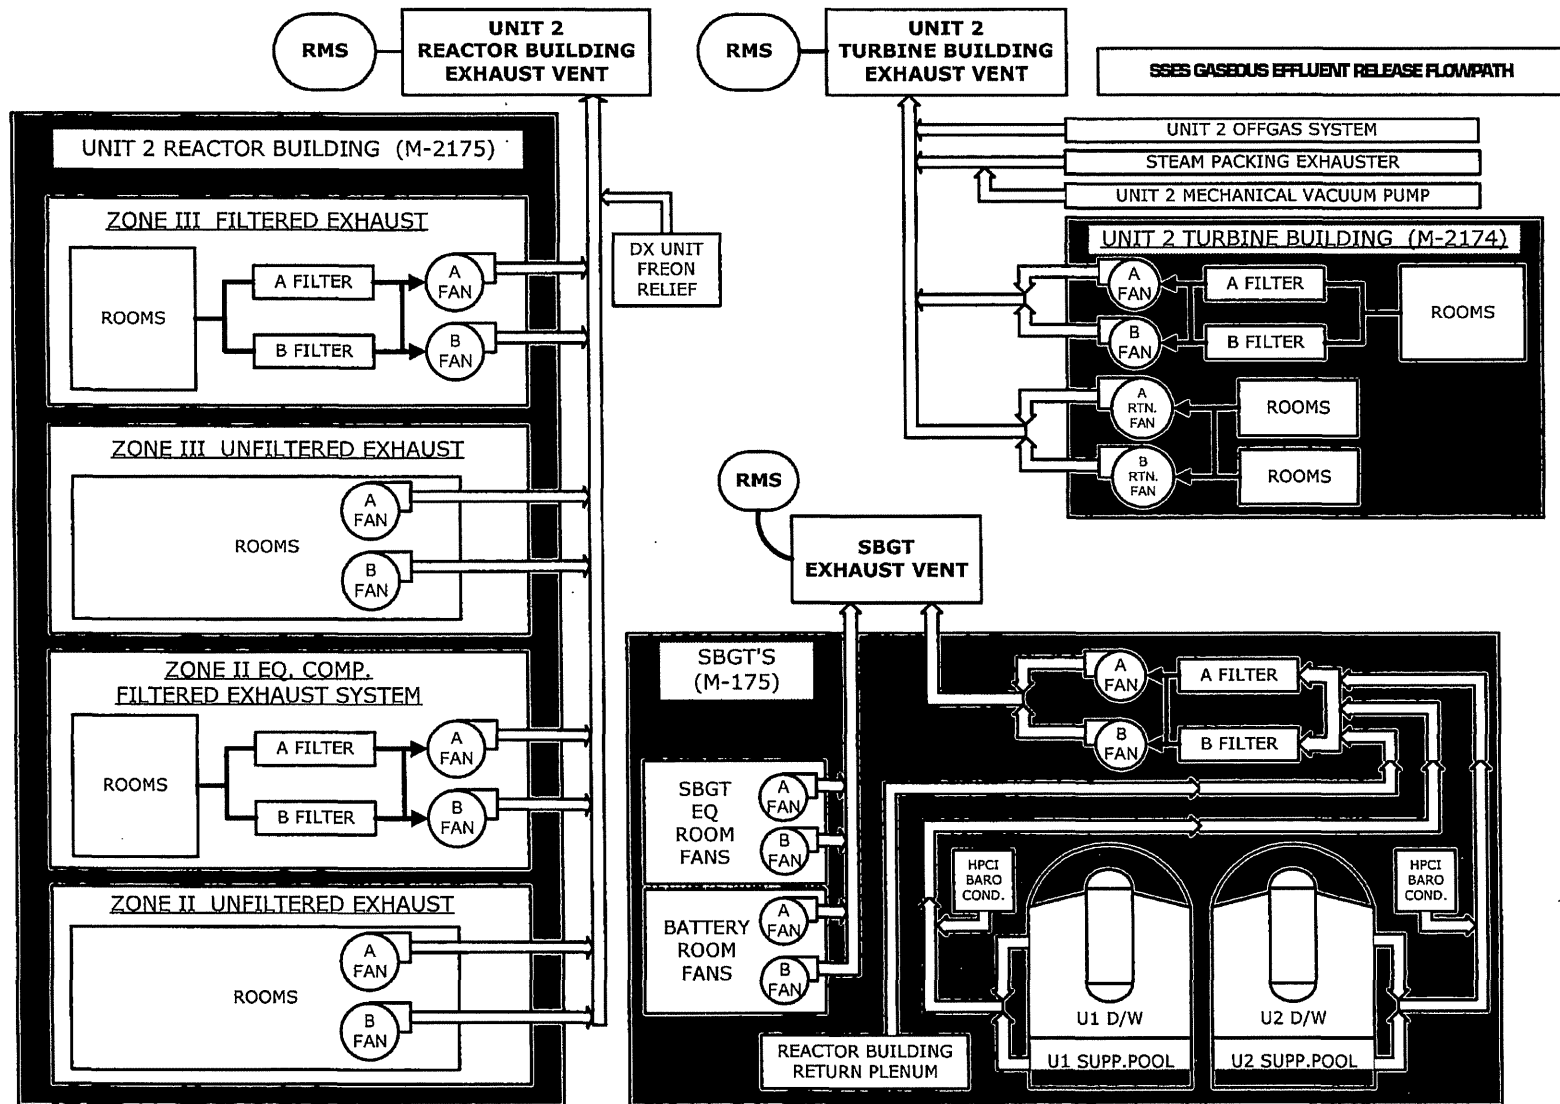 RMS
UNIT 2
REACTOR BUILDING
EXHAUST VENT
RMS
UNIT 2
TURBINE BUILDING
EXHAUST VENT
SSES GASEOUS EFFLUENT RELEASE FLOWPATH
UNIT 2 REACTOR BUILDING (M-2175)
ZONE III FILTERED EXHAUST
ROOMS
A FILTER
B FILTER
A
FAN
B
FAN
DX UNIT
FREON
RELIEF
ZONE III UNFILTERED EXHAUST
ROOMS
A
FAN
B
FAN
ZONE II EQ. COMP.
FILTERED EXHAUST SYSTEM
ROOMS
A FILTER
B FILTER
A
FAN
B
FAN
ZONE II UNFILTERED EXHAUST
ROOMS
A
FAN
B
FAN
UNIT 2 OFFGAS SYSTEM
STEAM PACKING EXHAUSTER
UNIT 2 MECHANICAL VACUUM PUMP
UNIT 2 TURBINE BUILDING (M-2174)
A
FAN
B
FAN
A FILTER
B FILTER
ROOMS
A
RTN.
FAN
B
RTN.
FAN
ROOMS
ROOMS
RMS
SBGT
EXHAUST VENT
SBGT'S
(M-175)
A
FAN
B
FAN
A FILTER
B FILTER
SBGT
EQ
ROOM
FANS
A
FAN
B
FAN
BATTERY
ROOM
FANS
A
FAN
B
FAN
HPCI
BARO
COND.
HPCI
BARO
COND.
U1 D/W
U1 SUPP.POOL
U2 D/W
U2 SUPP.POOL
REACTOR BUILDING
RETURN PLENUM